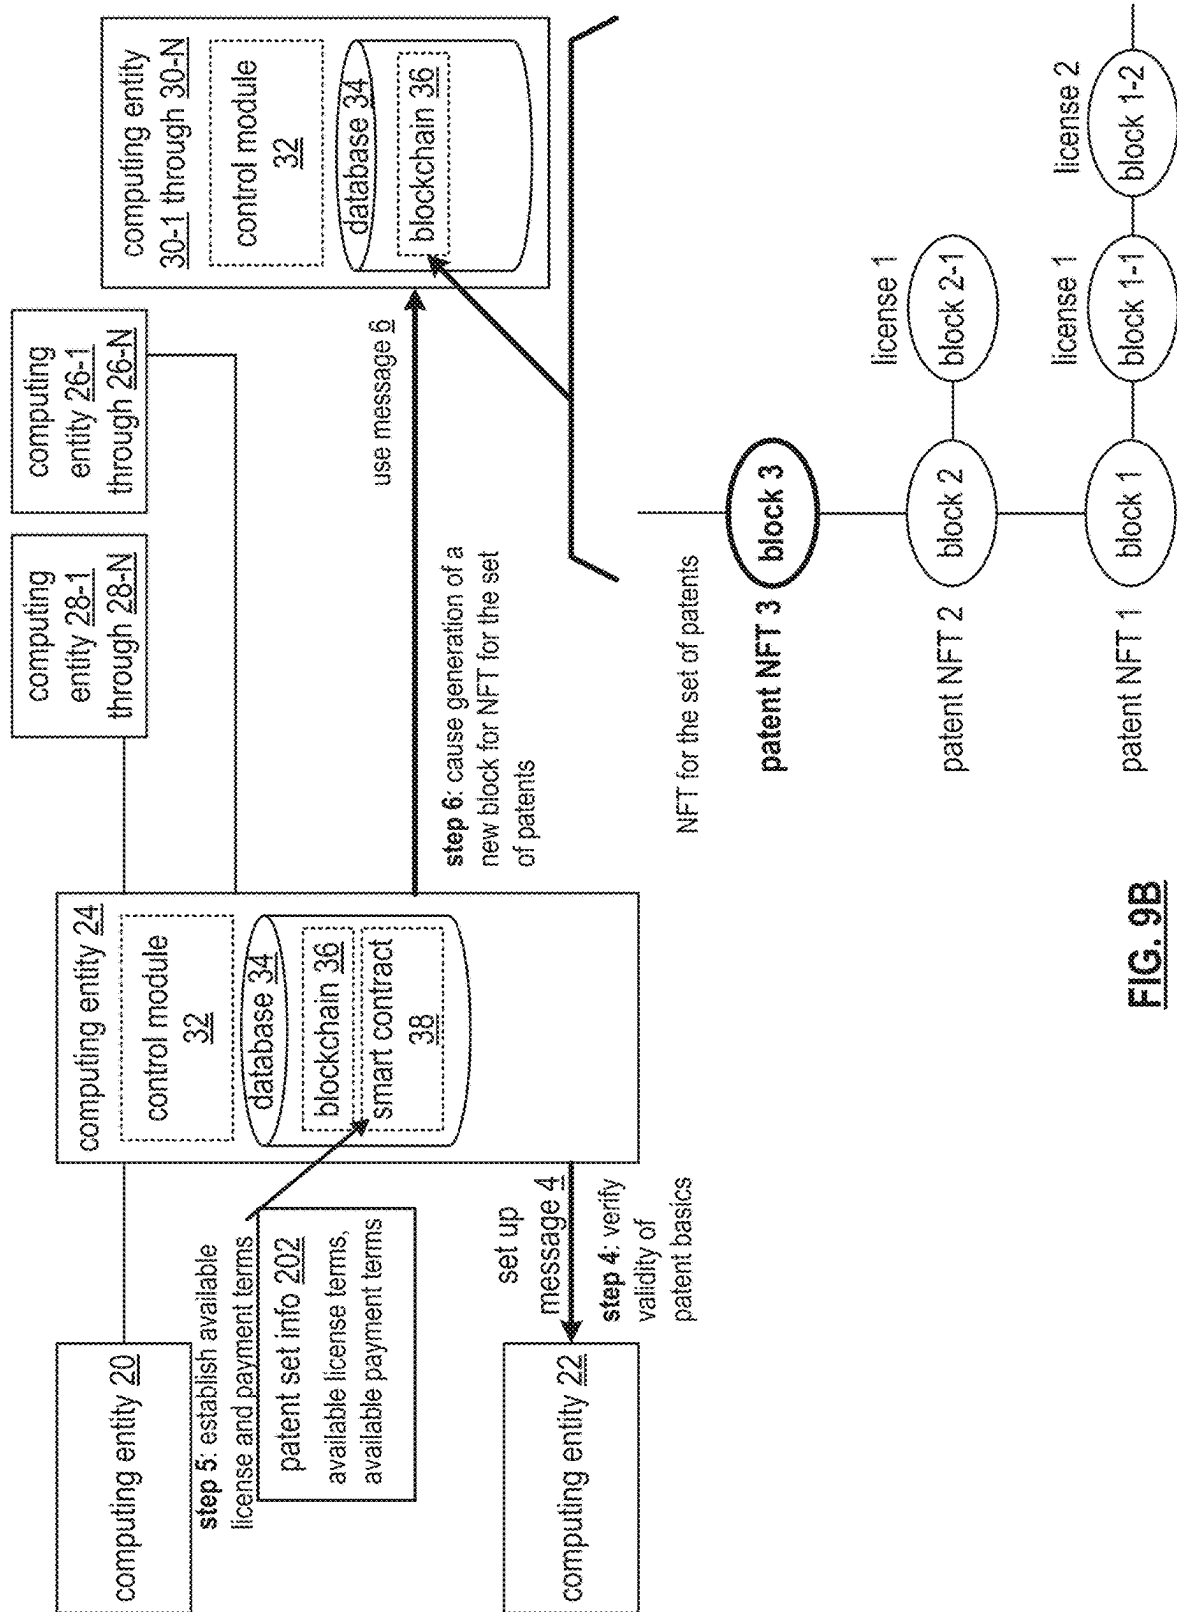 computing entity 20
step 5: establish available
license and payment terms
patent set info 202
available license terms,
available payment terms
computing entity 22
set up
message 4
step 4: verify
validity of
patent basics
computing entity 24
control module
32
database 34
blockchain 36
smart contract
38
computing
entity 28-1
through 28-N
computing
entity 26-1
through 26-N
step 6: cause generation of a
new block for NFT for the set
of patents
use message 6
computing entity
30-1 through 30-N
control module
32
database 34
blockchain 36
NFT for the set of patents
patent NFT 3
block 3
patent NFT 2
block 2
license 1
block 2-1
patent NFT 1
block 1
license 1
block 1-1
license 2
block 1-2
FIG. 9B